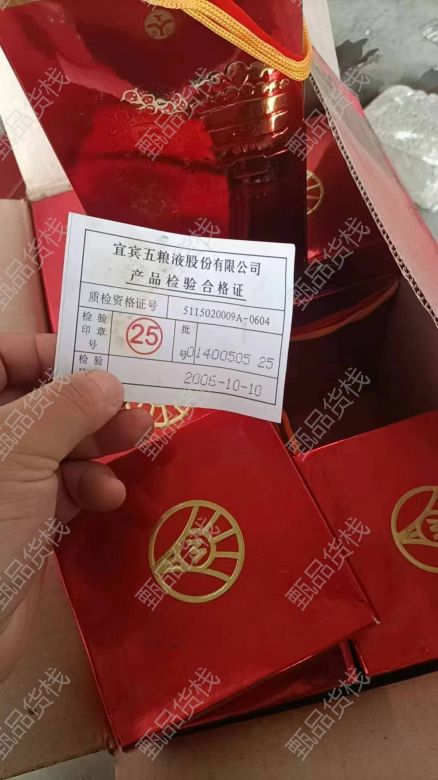 宜宾五粮液股份有限公司
产品检验合格证
质检资格证号 5115020009A-0604
检验印章号 25 批号 01400505 25
检验 2006-10-10
甄品货栈